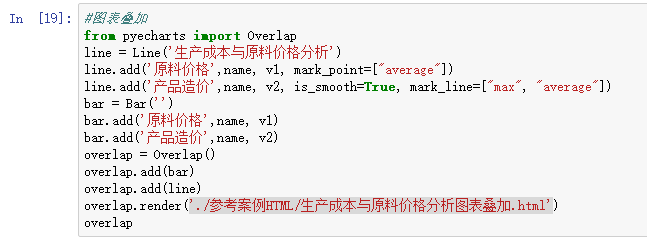 In [19]: #图表叠加
from pyecharts import Overlap
line = Line('生产成本与原料价格分析')
line.add('原料价格',name, v1, mark_point=["average"])
line.add('产品造价',name, v2, is_smooth=True, mark_line=["max", "average"])
bar = Bar('')
bar.add('原料价格',name, v1)
bar.add('产品造价',name, v2)
overlap = Overlap()
overlap.add(bar)
overlap.add(line)
overlap.render('./参考案例HTML/生产成本与原料价格分析图表叠加.html')
overlap